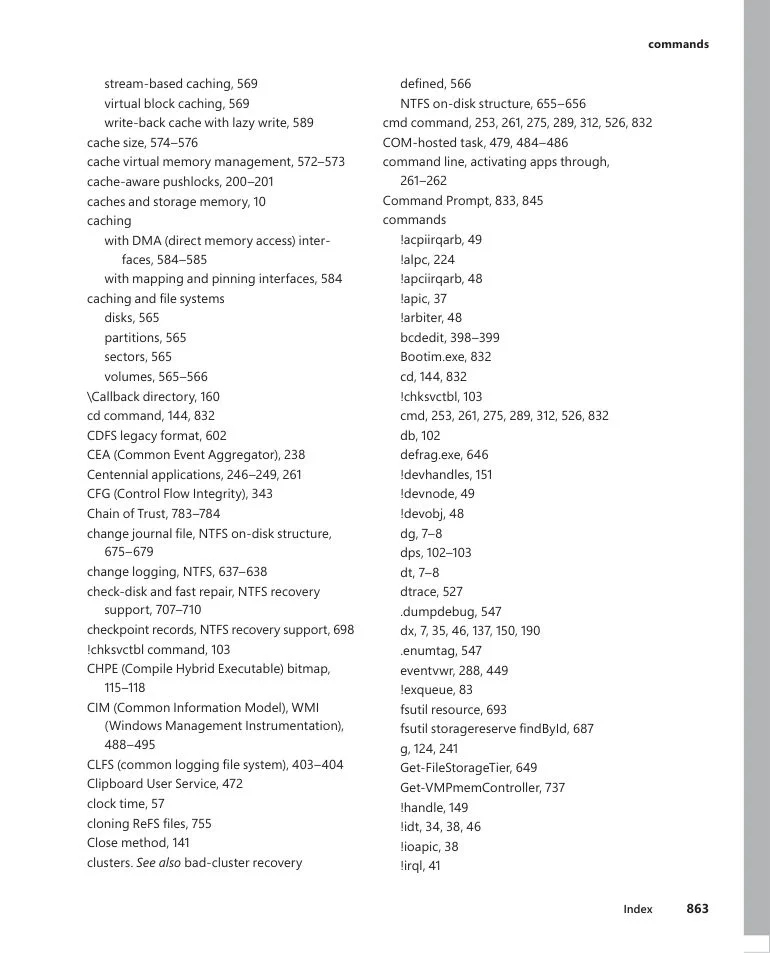 commands
stream-based caching, 569
virtual block caching, 569
write-back cache with lazy write, 589
cache size, 574–576
cache virtual memory management, 572–573
cache-aware pushlocks, 200–201
caches and storage memory, 10
caching
with DMA (direct memory access) inter-
faces, 584–585
with mapping and pinning interfaces, 584
caching and file systems
disks, 565
partitions, 565
sectors, 565
volumes, 565–566
\Callback directory, 160
cd command, 144, 832
CDFS legacy format, 602
CEA (Common Event Aggregator), 238
Centennial applications, 246–249, 261
CFG (Control Flow Integrity), 343
Chain of Trust, 783–784
change journal file, NTFS on-disk structure,
675–679
change logging, NTFS, 637–638
check-disk and fast repair, NTFS recovery
support, 707–710
checkpoint records, NTFS recovery support, 698
!chksvctbl command, 103
CHPE (Compile Hybrid Executable) bitmap,
115–118
CIM (Common Information Model), WMI
(Windows Management Instrumentation),
488–495
CLFS (common logging file system), 403–404
Clipboard User Service, 472
clock time, 57
cloning ReFS files, 755
Close method, 141
clusters. See also bad-cluster recovery
defined, 566
NTFS on-disk structure, 655–656
cmd command, 253, 261, 275, 289, 312, 526, 832
COM-hosted task, 479, 484–486
command line, activating apps through,
261–262
Command Prompt, 833, 845
commands
!acpiirqarb, 49
!alpc, 224
!apciirqarb, 48
!apic, 37
!arbiter, 48
bcdedit, 398–399
Bootim.exe, 832
cd, 144, 832
!chksvctbl, 103
cmd, 253, 261, 275, 289, 312, 526, 832
db, 102
defrag.exe, 646
!devhandles, 151
!devnode, 49
!devobj, 48
dg, 7–8
dps, 102–103
dt, 7–8
dtrace, 527
.dumpdebug, 547
dx, 7, 35, 46, 137, 150, 190
.enumtag, 547
eventvwr, 288, 449
!exqueue, 83
fsutil resource, 693
fsutil storagereserve findById, 687
g, 124, 241
Get-FileStorageTier, 649
Get-VMPmemController, 737
!handle, 149
!idt, 34, 38, 46
!ioapic, 38
!irql, 41
Index 863